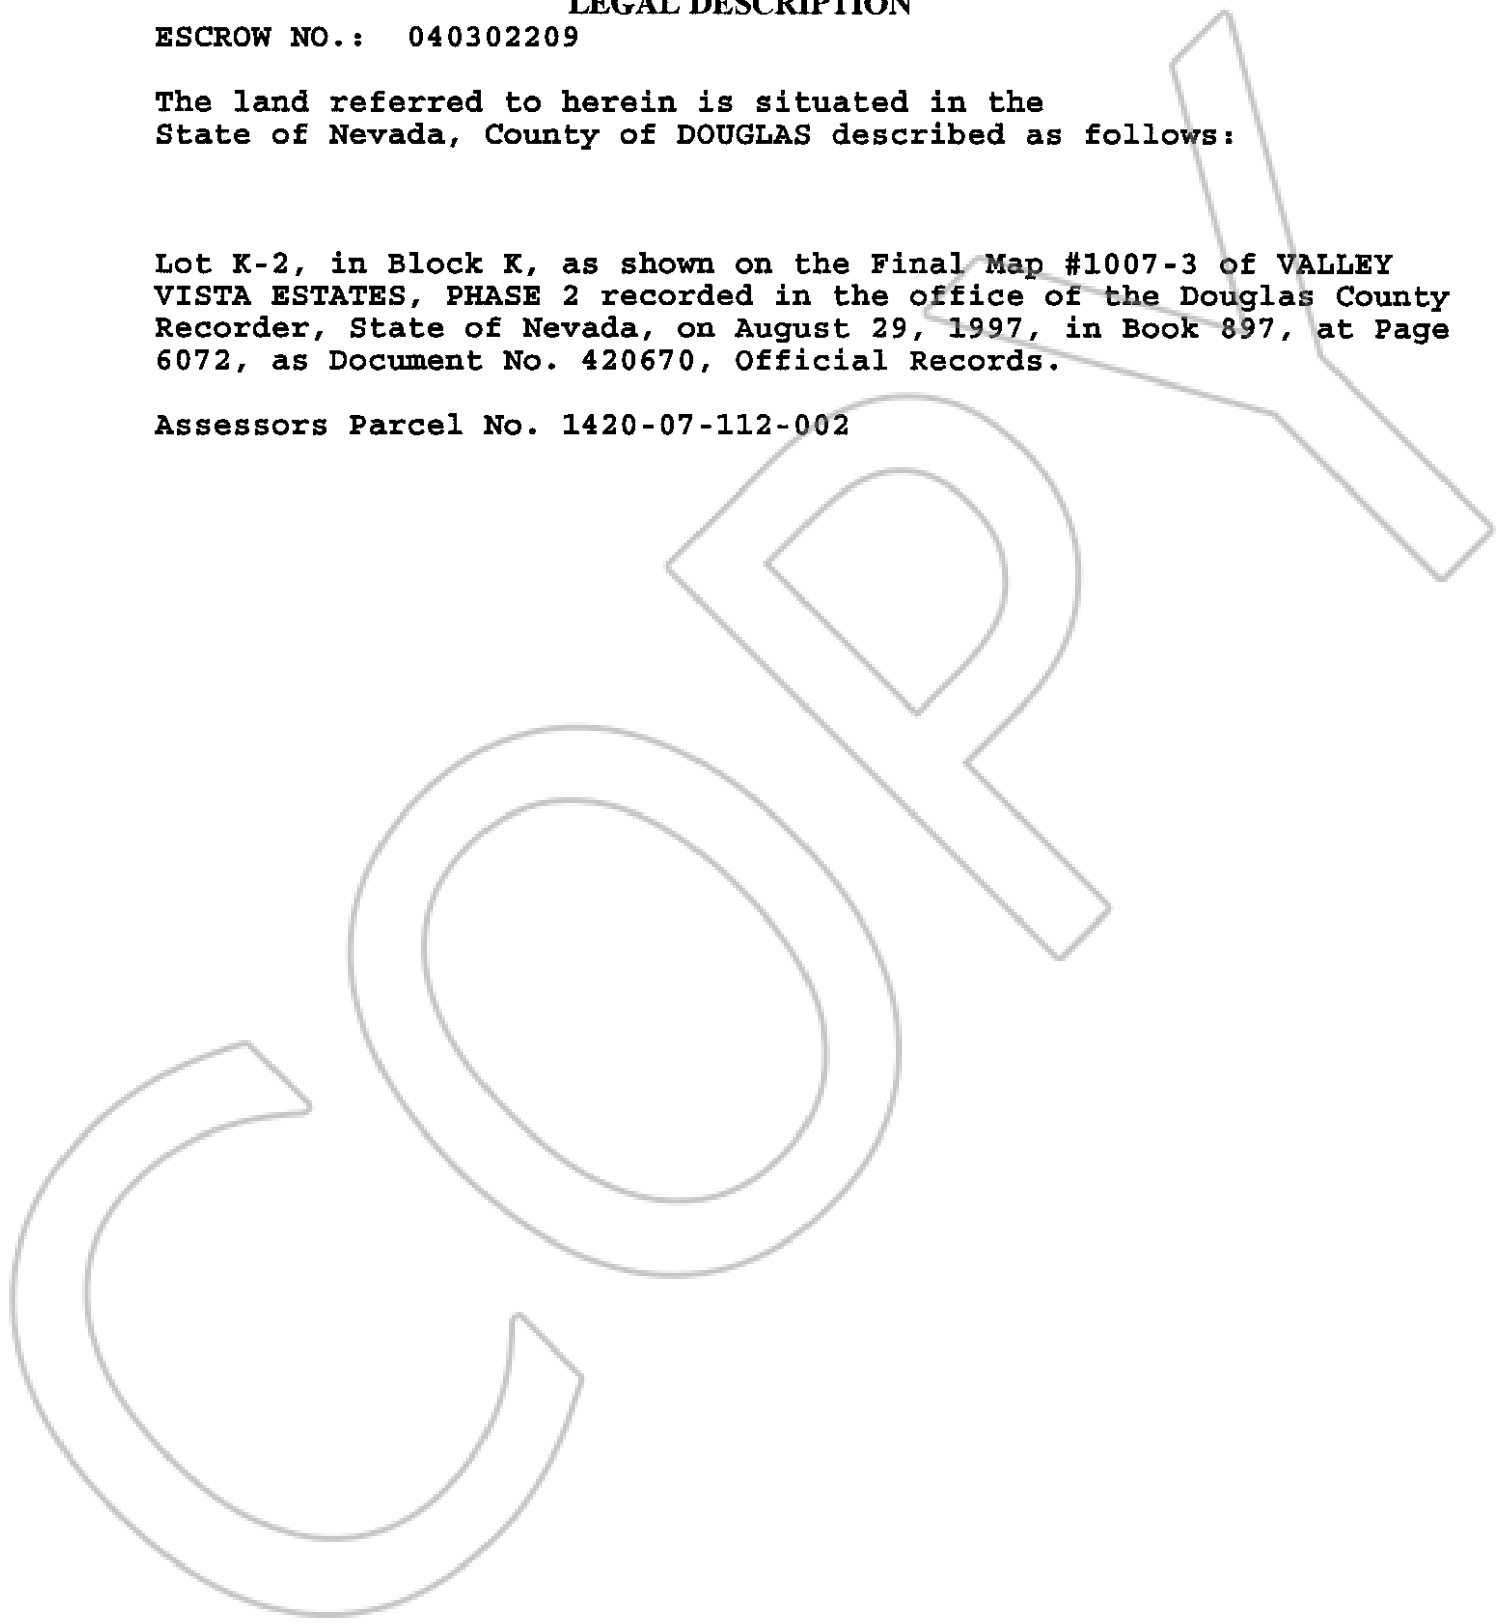 LEGAL DESCRIPTION
ESCROW NO.: 040302209
The land referred to herein is situated in the
State of Nevada, County of DOUGLAS described as follows:
Lot K-2, in Block K, as shown on the Final Map #1007-3 of VALLEY
VISTA ESTATES, PHASE 2 recorded in the office of the Douglas County
Recorder, State of Nevada, on August 29, 1997, in Book 897, at Page
6072, as Document No. 420670, Official Records.
Assessors Parcel No. 1420-07-112-002
COPY